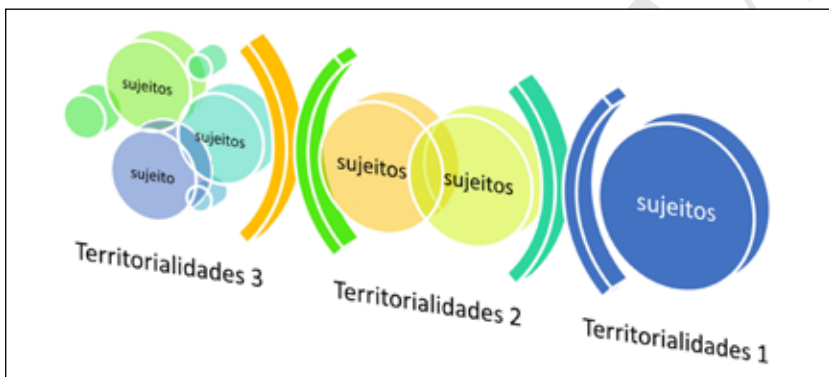 sujeitos
sujeitos
sujeito
Territorialidades 3
sujeitos
sujeitos
Territorialidades 2
sujeitos
Territorialidades 1